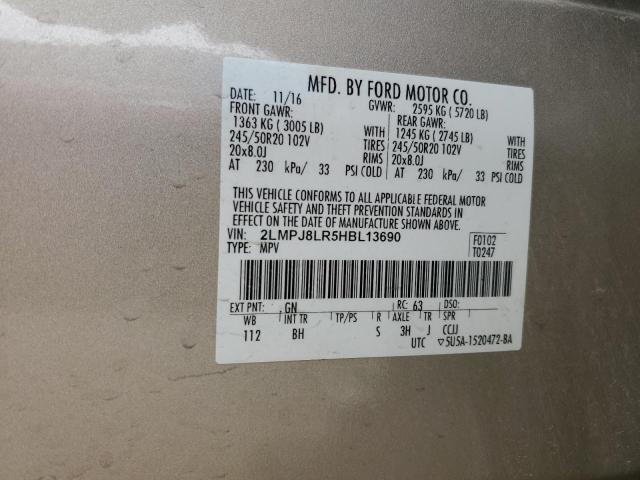 MFD. BY FORD MOTOR CO.
DATE: 11/16 GVWR: 2595 KG ( 5720 LB)
FRONT GAWR: REAR GAWR:
1363 KG ( 3005 LB) WITH 1245 KG ( 2745 LB) WITH
245/50R20 102V TIRES 245/50R20 102V TIRES
20x8.0J RIMS 20x8.0J RIMS
AT 230 kPa/ 33 PSI COLD AT 230 kPa/ 33 PSI COLD
THIS VEHICLE CONFORMS TO ALL APPLICABLE FEDERAL MOTOR
VEHICLE SAFETY AND THEFT PREVENTION STANDARDS IN
EFFECT ON THE DATE OF MANUFACTURE SHOWN ABOVE.
VIN: 2LMPJ8LR5HBL13690 F0102
TYPE: MPV T0247
EXT PNT: GN RC: 63 DSO:
WB INT TR TP/PS R AXLE TR SPR
112 BH S 3H J CCJJ
UTC ▽5U5A-1520472-BA